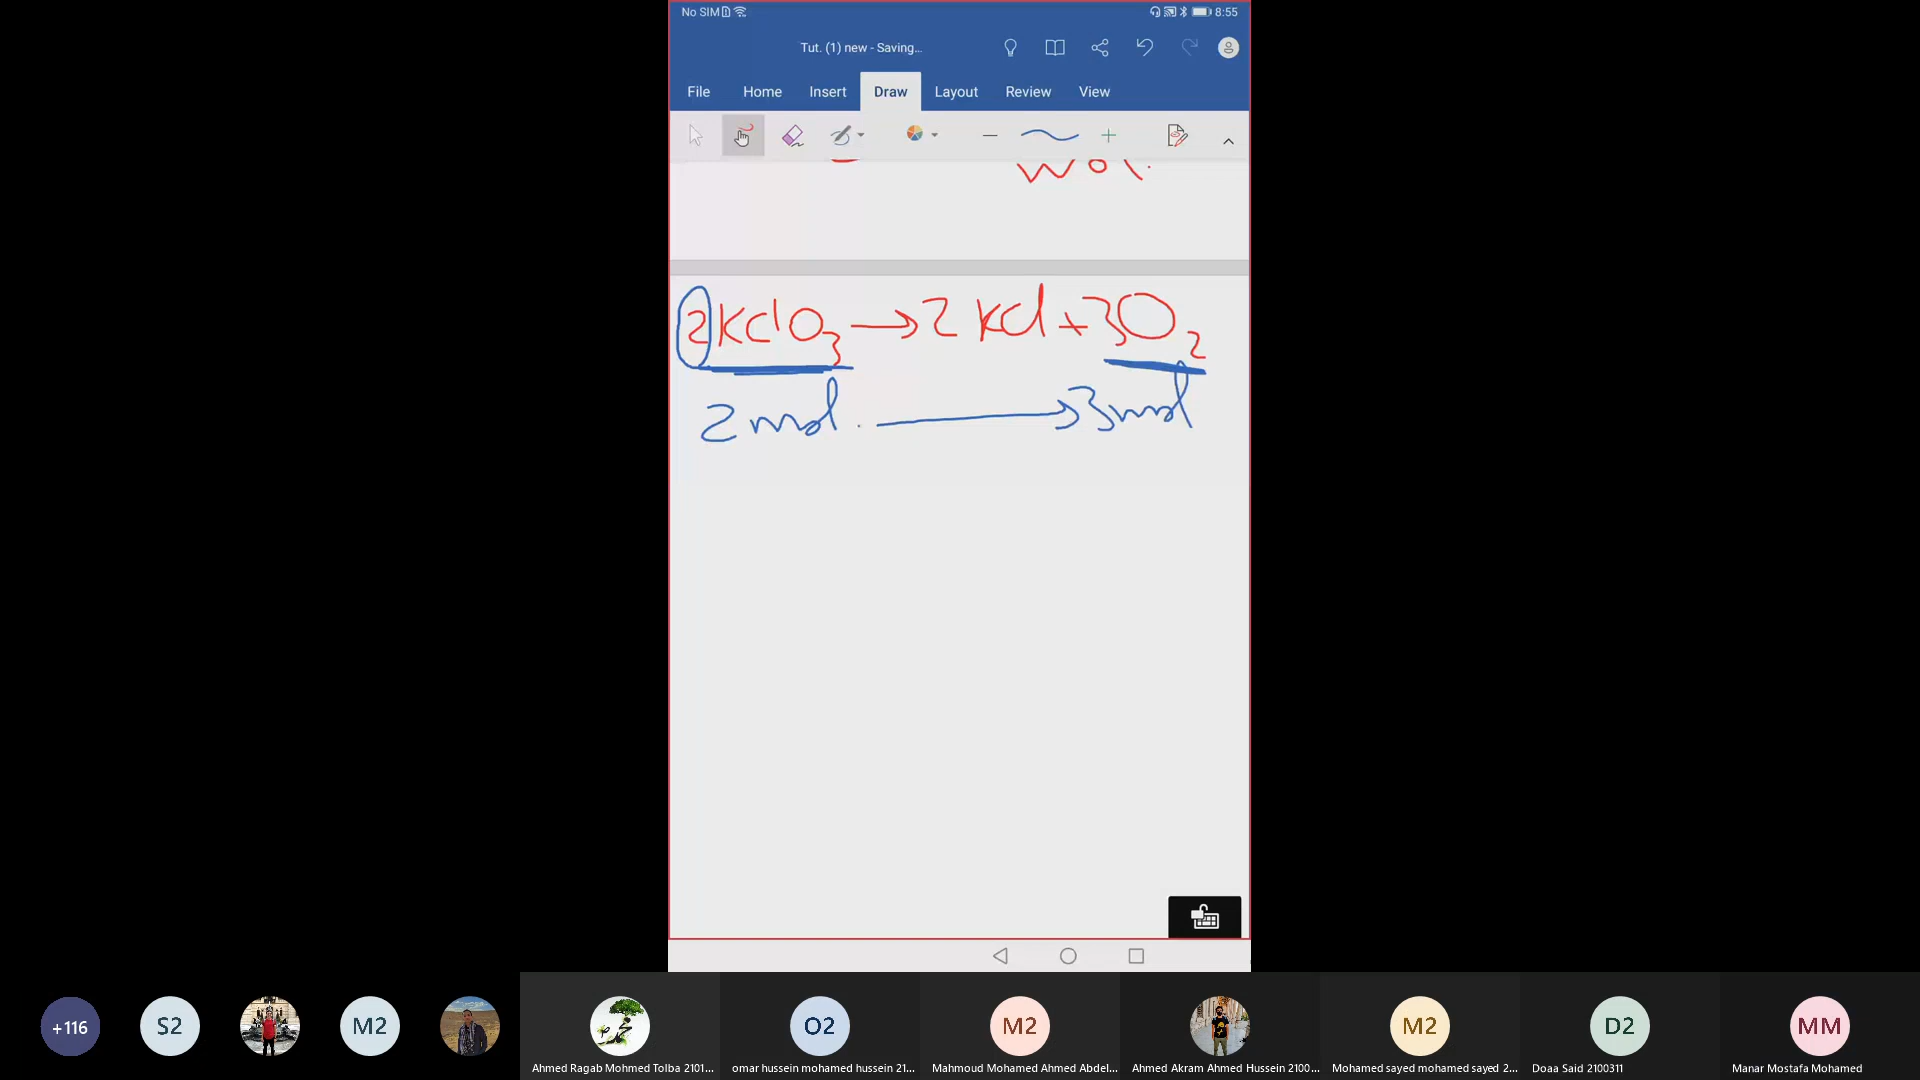 No SIM 8:55
Tut. (1) new - Saving...
File Home Insert Draw Layout Review View
2KClO3 → 2 KCl + 3O2
2 mol. → 3 mol
+116 S2 M2 O2 M2 M2 D2 MM
Ahmed Ragab Mohmed Tolba 2101... omar hussein mohamed hussein 21... Mahmoud Mohamed Ahmed Abdel... Ahmed Akram Ahmed Hussein 2100... Mohamed sayed mohamed sayed 2... Doaa Said 2100311 Manar Mostafa Mohamed